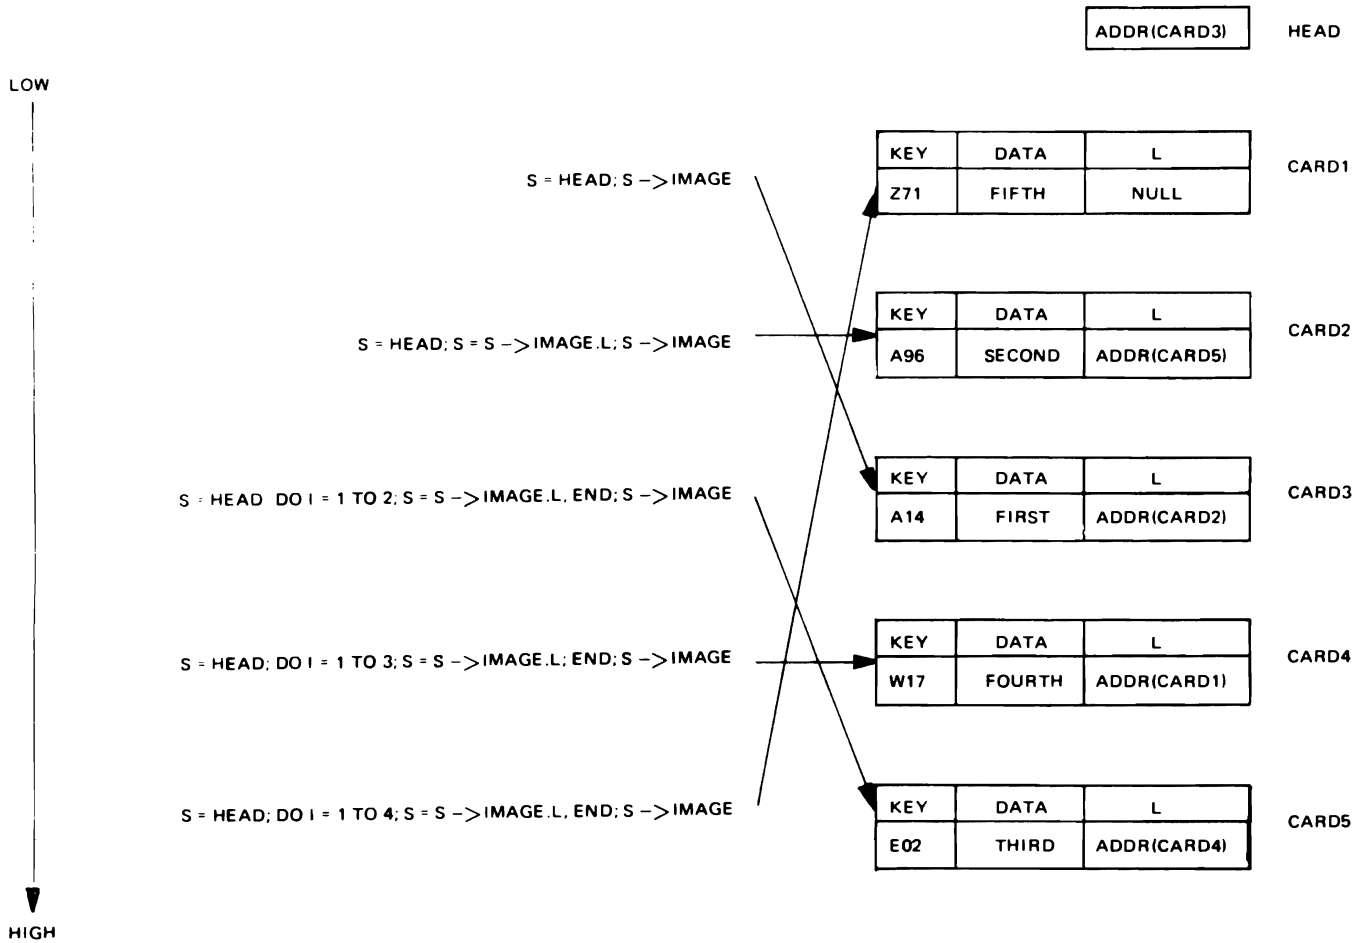 ADDR(CARD3) HEAD
LOW
KEY DATA L
S = HEAD; S –>IMAGE Z71 FIFTH NULL CARD1
KEY DATA L
S = HEAD; S = S –>IMAGE.L; S –>IMAGE A96 SECOND ADDR(CARD5) CARD2
KEY DATA L
S = HEAD DO I = 1 TO 2; S = S –>IMAGE.L, END; S –>IMAGE A14 FIRST ADDR(CARD2) CARD3
KEY DATA L
S = HEAD; DO I = 1 TO 3; S = S –>IMAGE.L; END; S –>IMAGE W17 FOURTH ADDR(CARD1) CARD4
KEY DATA L
S = HEAD; DO I = 1 TO 4; S = S –>IMAGE.L, END; S –>IMAGE E02 THIRD ADDR(CARD4) CARD5
HIGH